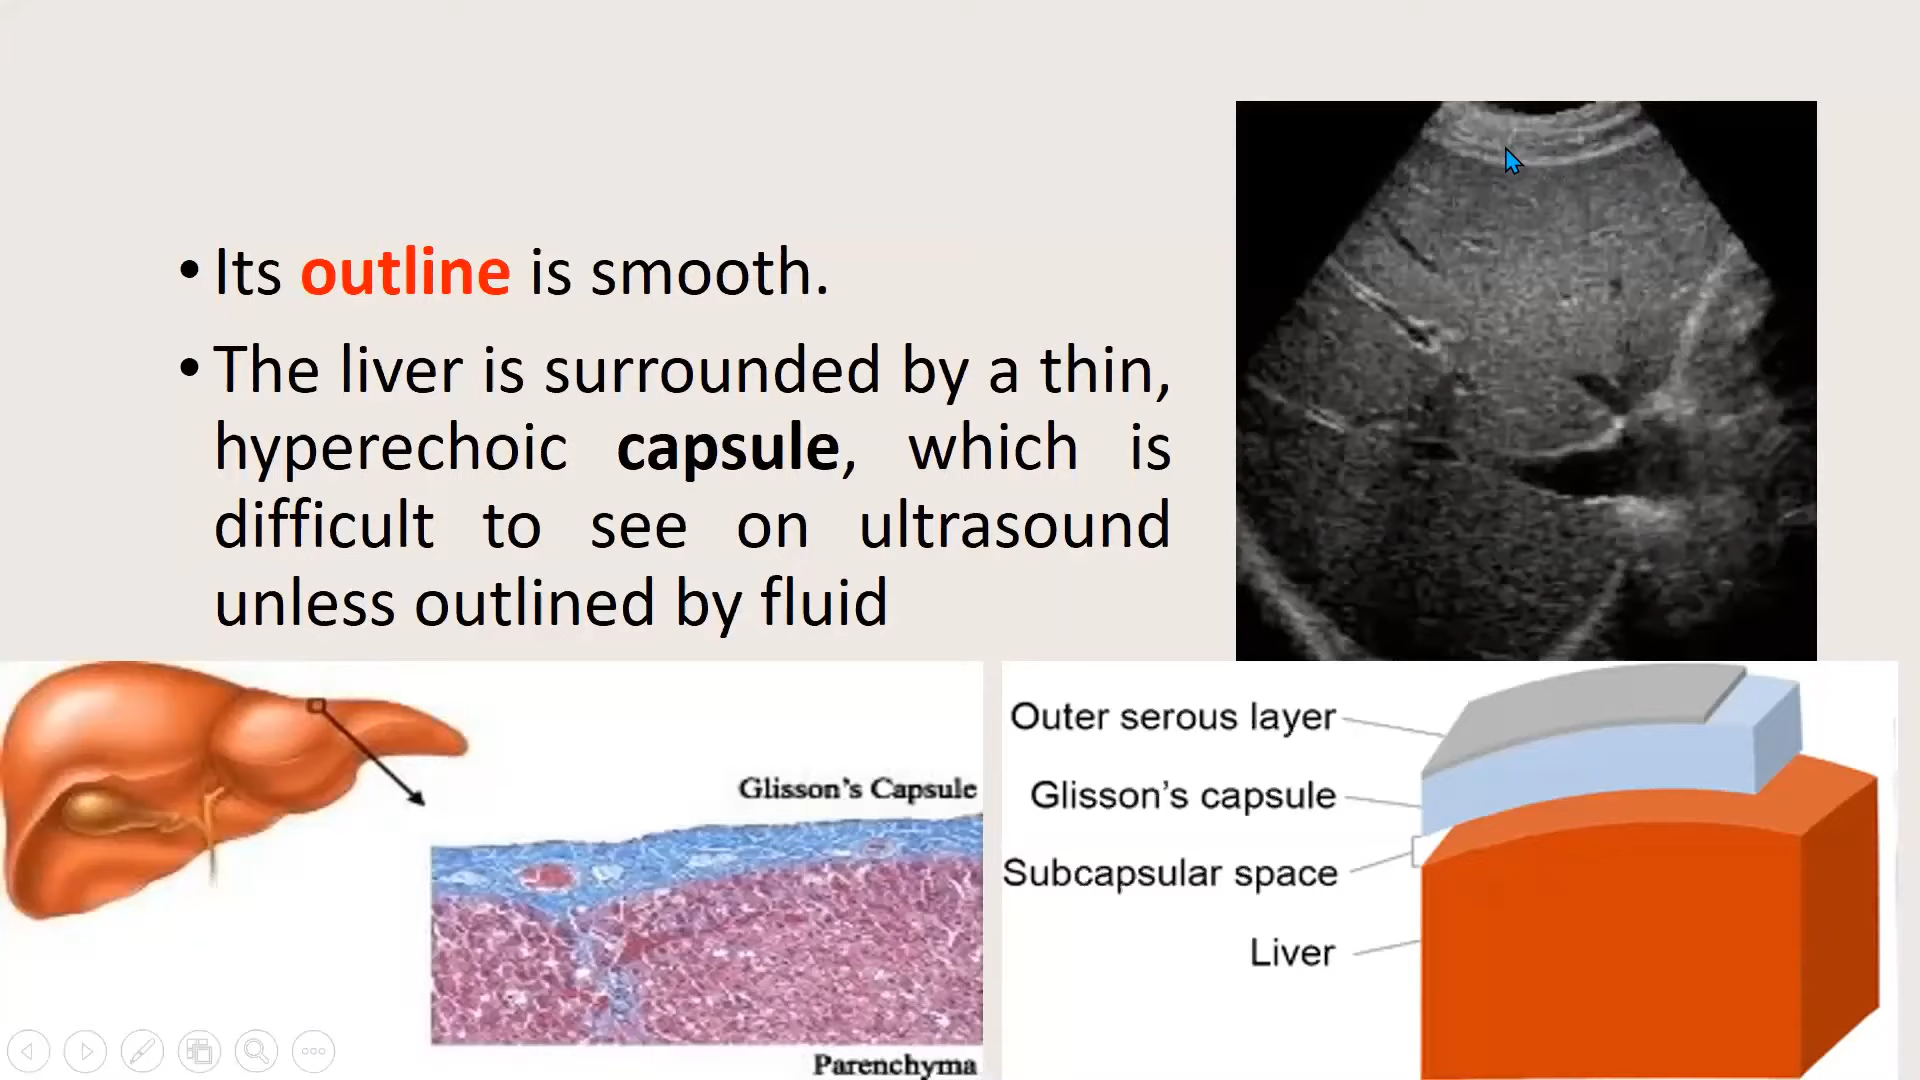 • Its outline is smooth.
• The liver is surrounded by a thin,
hyperechoic capsule, which is
difficult to see on ultrasound
unless outlined by fluid
Glisson's Capsule
Parenchyma
Outer serous layer
Glisson's capsule
Subcapsular space
Liver